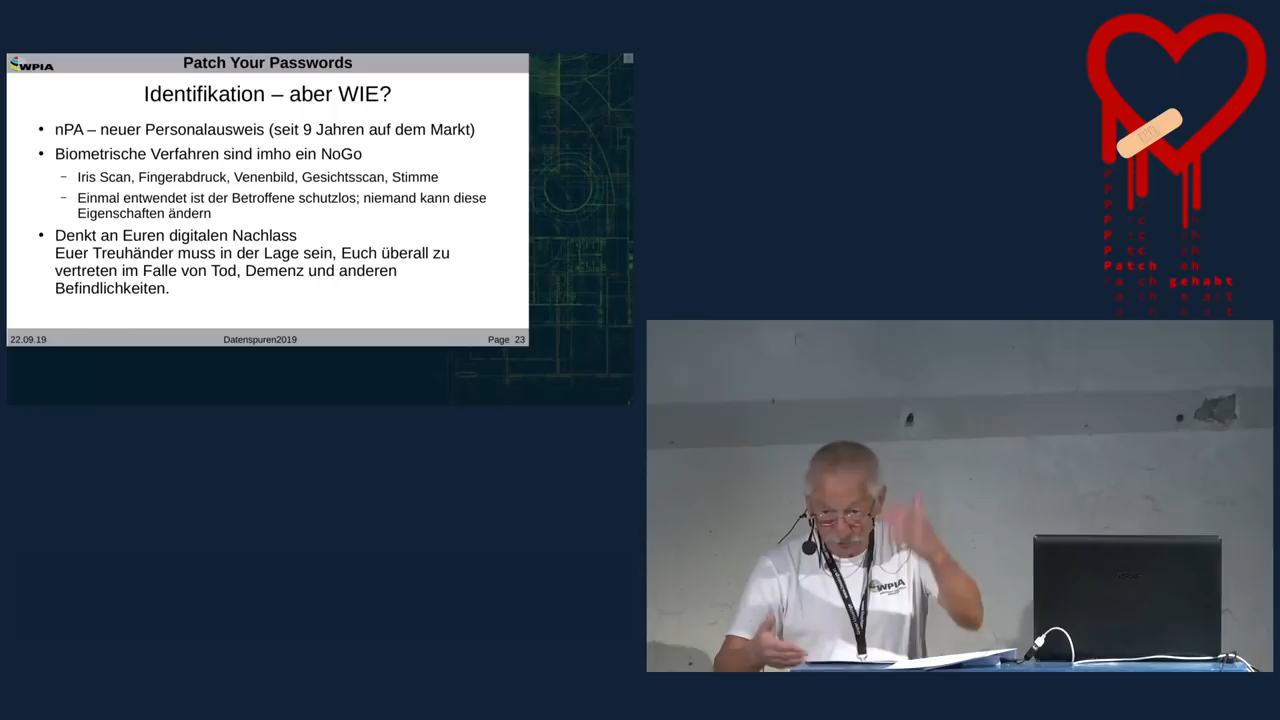 WPIA
Patch Your Passwords
Identifikation – aber WIE?
• nPA – neuer Personalausweis (seit 9 Jahren auf dem Markt)
• Biometrische Verfahren sind imho ein NoGo
– Iris Scan, Fingerabdruck, Venenbild, Gesichtsscan, Stimme
– Einmal entwendet ist der Betroffene schutzlos; niemand kann diese
Eigenschaften ändern
• Denkt an Euren digitalen Nachlass
Euer Treuhänder muss in der Lage sein, Euch überall zu
vertreten im Falle von Tod, Demenz und anderen
Befindlichkeiten.
22.09.19
Datenspuren2019
Page 23
Patch
gehabt
WPIA